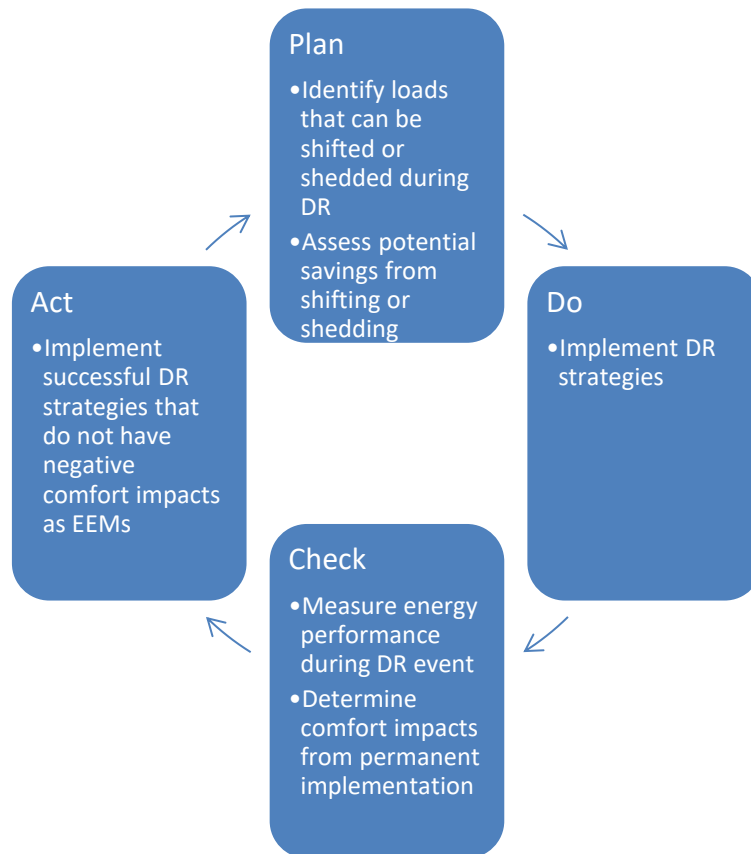 Plan
•Identify loads
that can be
shifted or
shedded during
DR
•Assess potential
savings from
shifting or
shedding
Do
•Implement DR
strategies
Check
•Measure energy
performance
during DR event
•Determine
comfort impacts
from permanent
implementation
Act
•Implement
successful DR
strategies that
do not have
negative
comfort impacts
as EEMs